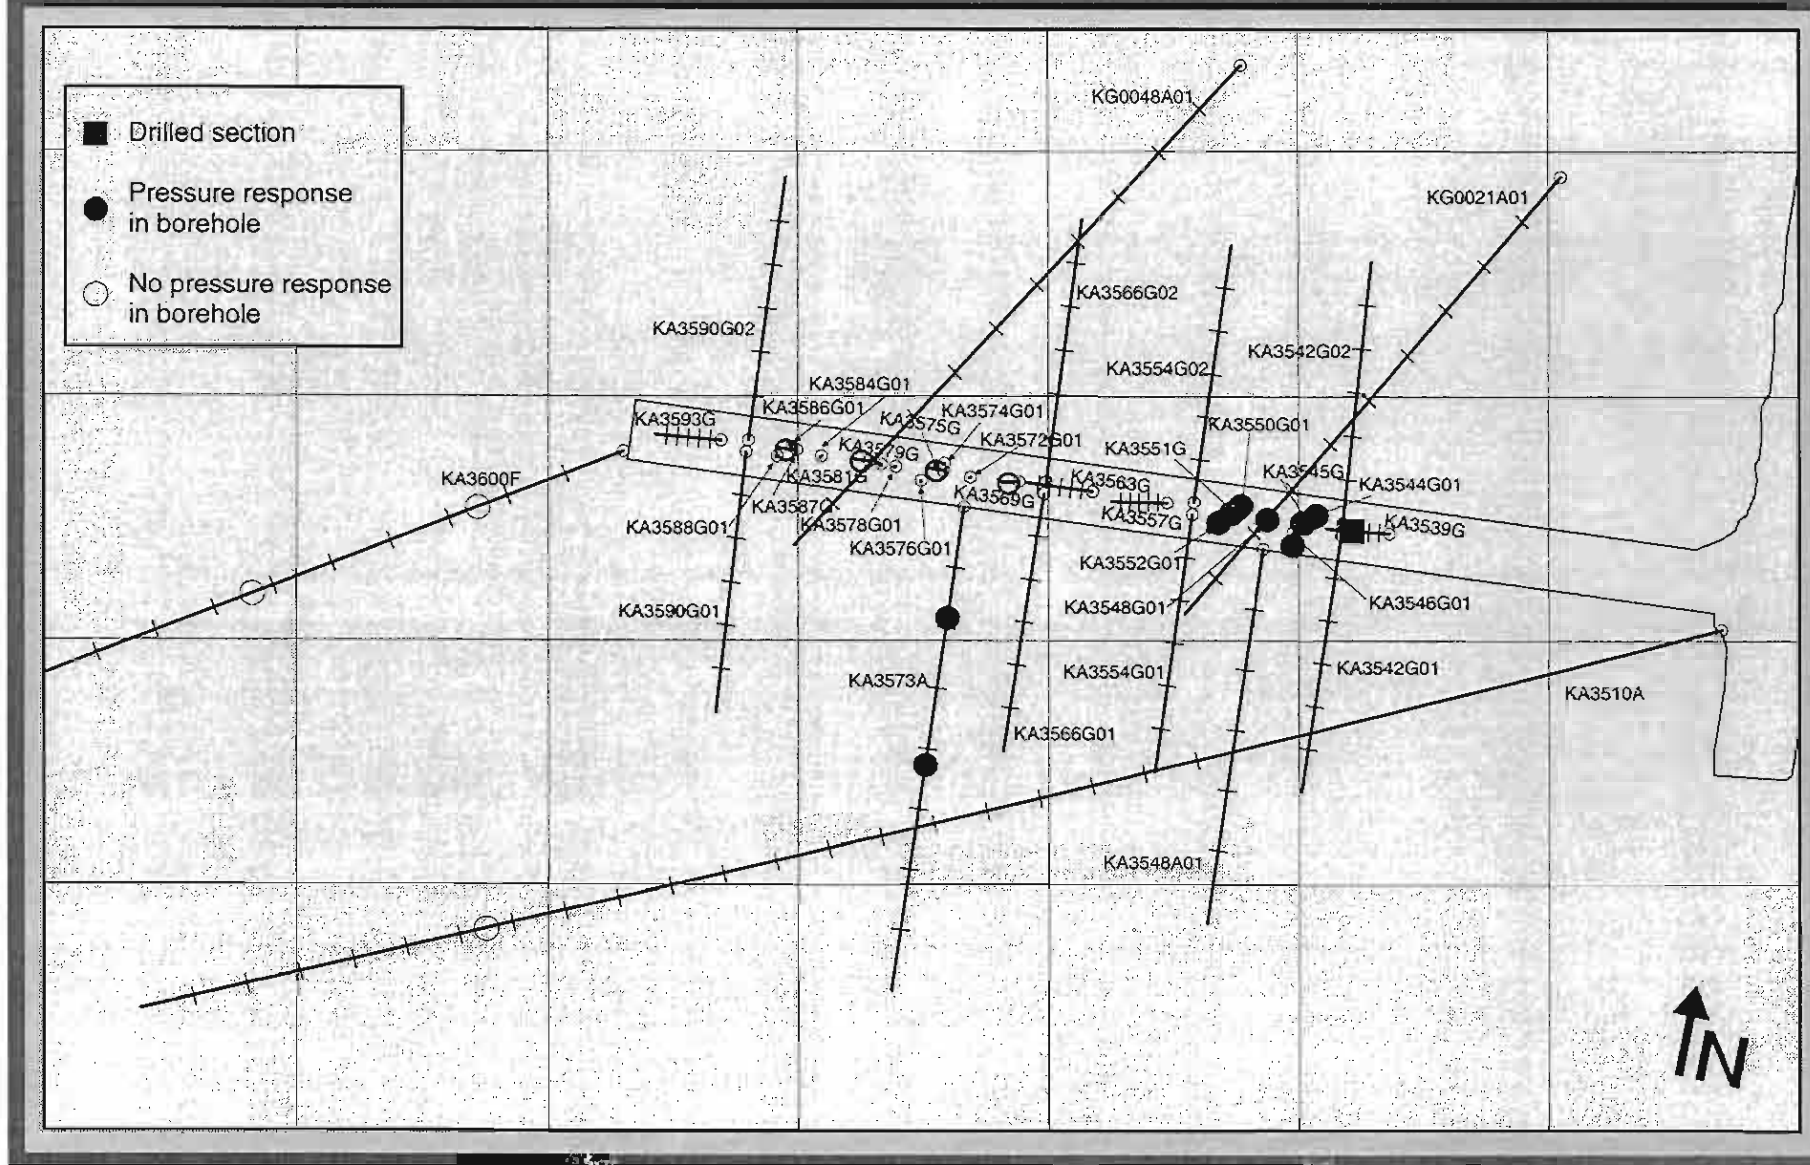 Drilled section
Pressure response
in borehole
No pressure response
in borehole
KG0048A01
KG0021A01
KA3566G02
KA3590G02
KA3542G02
KA3554G02
KA3584G01
KA3586G01
KA3574G01
KA3593G
KA3575G
KA3550G01
KA3572G01
KA3551G
KA3579G
KA3545G
KA3600F
KA3581G
KA3563G
KA3544G01
KA3569G
KA3587G
KA3557G
KA3578G01
KA3588G01
KA3539G
KA3576G01
KA3552G01
KA3590G01
KA3548G01
KA3546G01
KA3573A
KA3554G01
KA3542G01
KA3510A
KA3566G01
KA3548A01
N